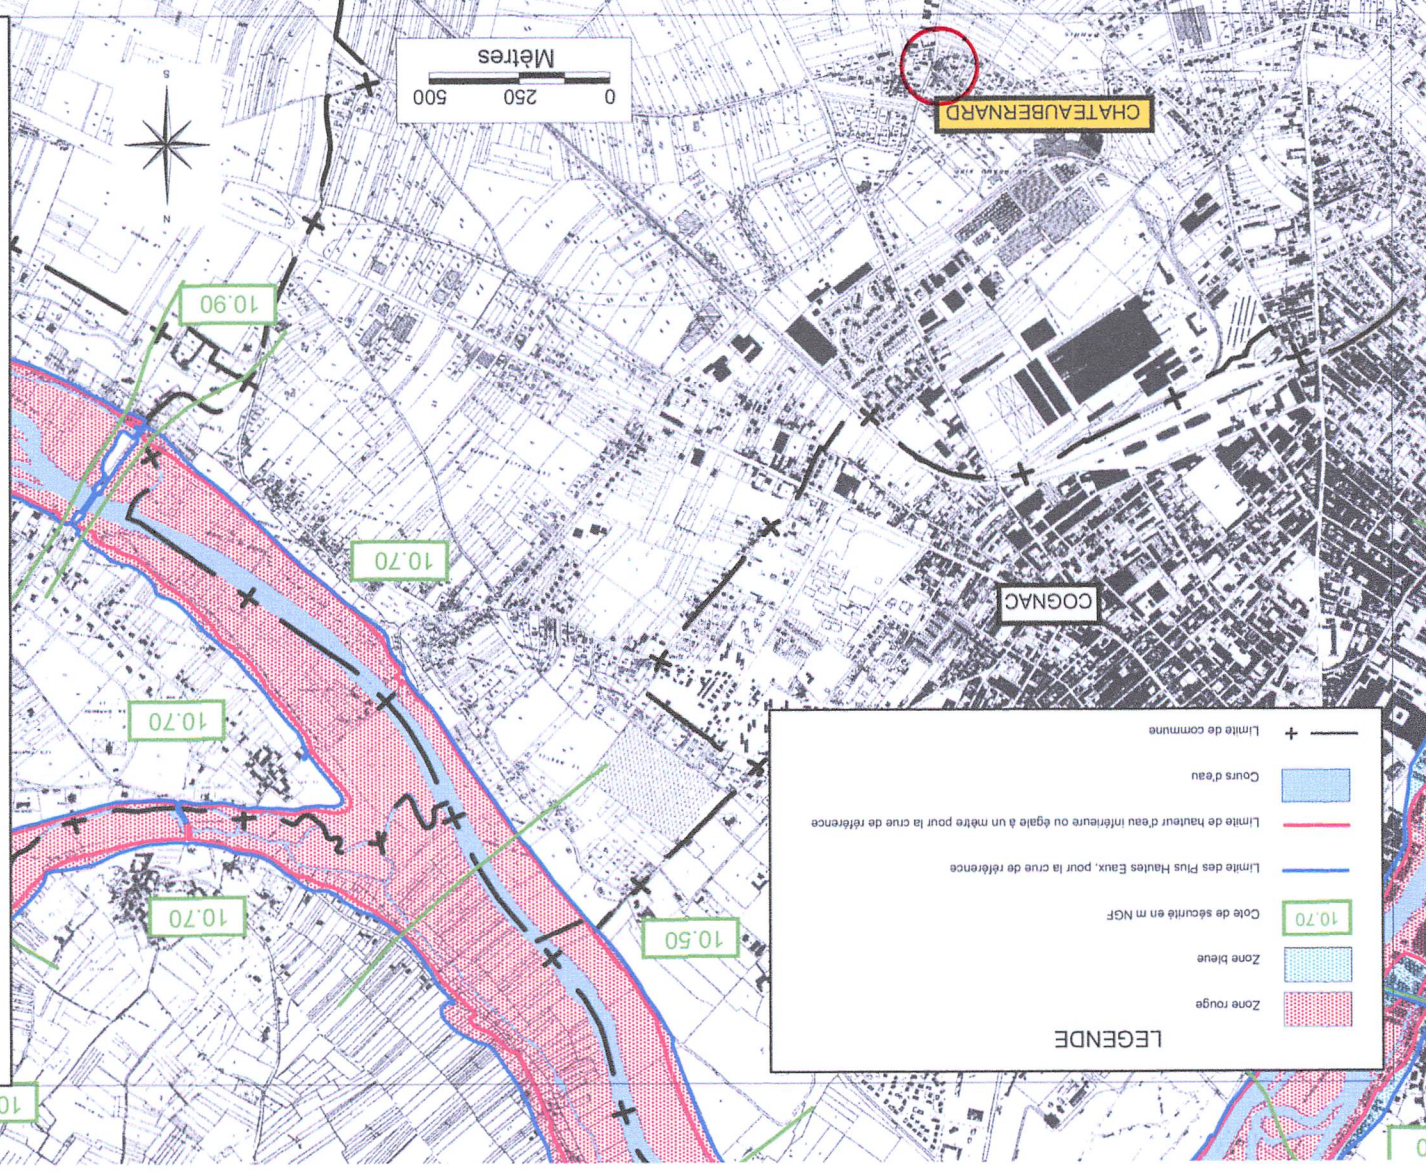 LEGENDE
Zone rouge
Zone bleue
10.70
Cote de sécurité en m NGF
Limite des Plus Hautes Eaux, pour la crue de référence
Limite de hauteur d'eau inférieure ou égale à un mètre pour la crue de référence
Cours d'eau
Limite de commune
10.50
10.70
10.70
10.70
10.90
COGNAC
CHATEAUBERNARD
0 250 500
Mètres
N
S